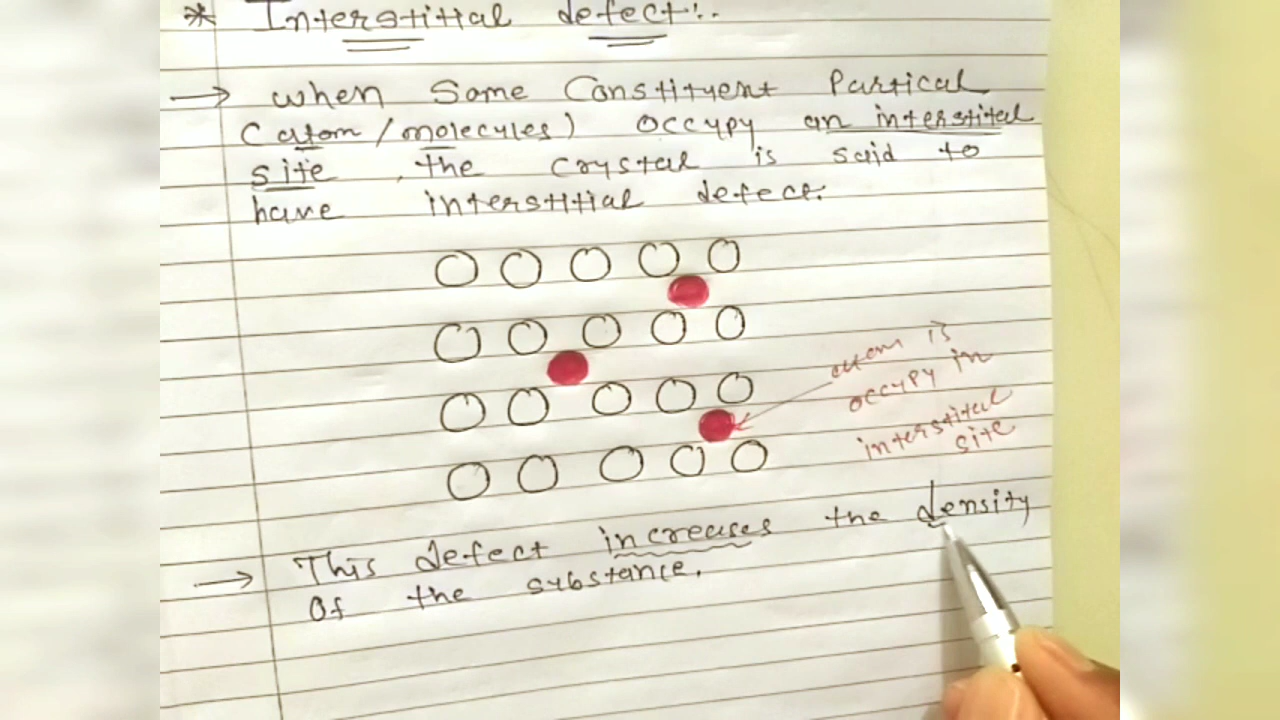 * Interstitial defect:.
→ when some Constituent Partical
(atom/molecules) occupy an interstital
site, the crystal is said to
have interstitial defect.
atom is
occupy in
interstital
site
→ This defect increases the density
of the substance.